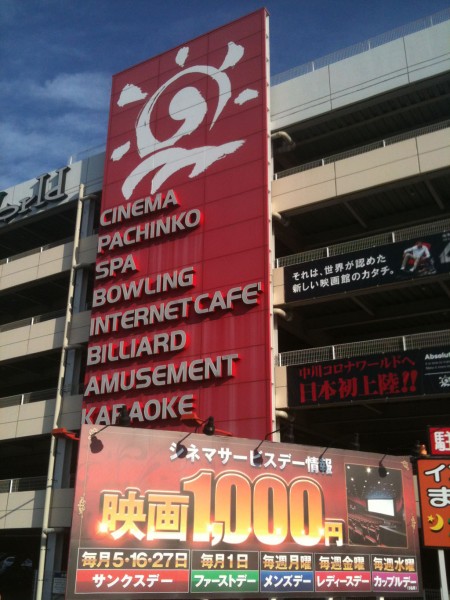 CINEMA
PACHINKO
SPA
BOWLING
INTERNET CAFE'
BILLIARD
AMUSEMENT
KARAOKE
それは、世界が認めた
新しい映画館のカタチ。
中川コロナワールドへ
日本初上陸!!
Absolut
シネマサービスデー情報
映画1,000円
毎月5・16・27日 毎月1日 毎週月曜 毎週金曜 毎週水曜
サンクスデー ファーストデー メンズデー レディースデー カップルデー
駐
イン
ま